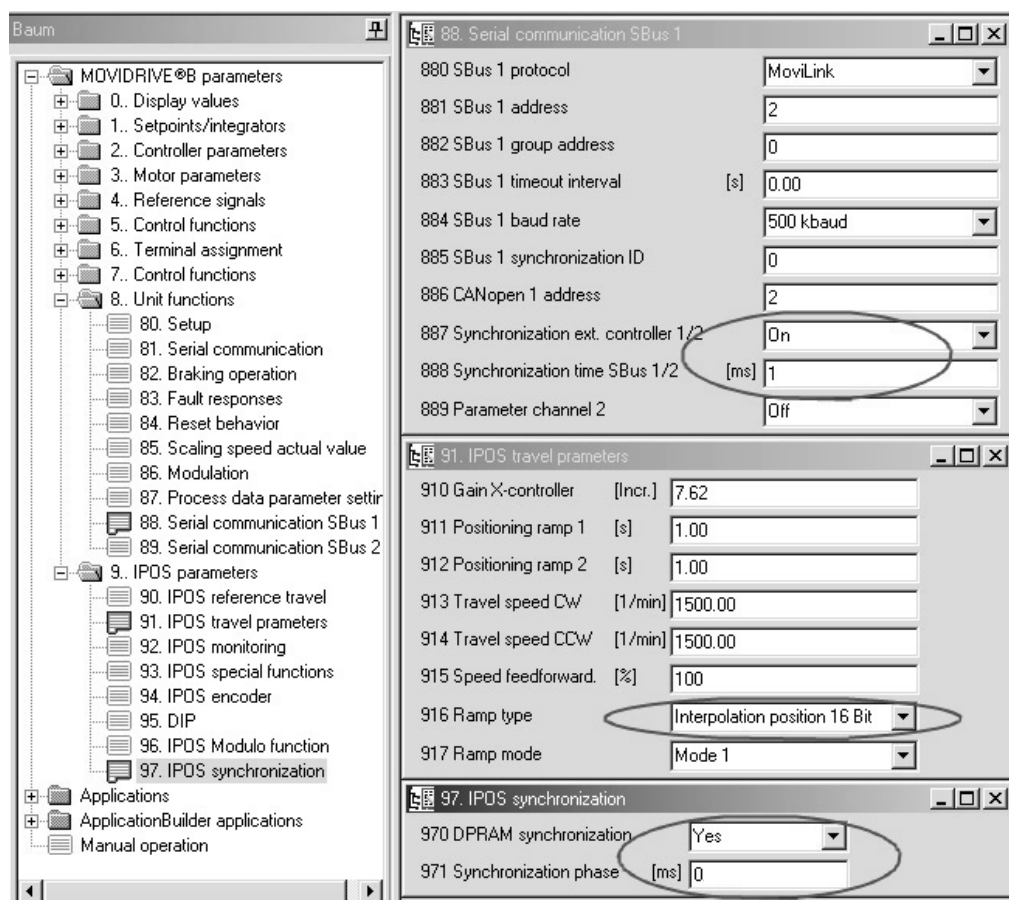 Baum
MOVIDRIVE®B parameters
0.. Display values
1.. Setpoints/integrators
2.. Controller parameters
3.. Motor parameters
4.. Reference signals
5.. Control functions
6.. Terminal assignment
7.. Control functions
8.. Unit functions
80. Setup
81. Serial communication
82. Braking operation
83. Fault responses
84. Reset behavior
85. Scaling speed actual value
86. Modulation
87. Process data parameter settir
88. Serial communication SBus 1
89. Serial communication SBus 2
9.. IPOS parameters
90. IPOS reference travel
91. IPOS travel prameters
92. IPOS monitoring
93. IPOS special functions
94. IPOS encoder
95. DIP
96. IPOS Modulo function
97. IPOS synchronization
Applications
ApplicationBuilder applications
Manual operation
88. Serial communication SBus 1
880 SBus 1 protocol MoviLink
881 SBus 1 address 2
882 SBus 1 group address 0
883 SBus 1 timeout interval [s] 0.00
884 SBus 1 baud rate 500 kbaud
885 SBus 1 synchronization ID 0
886 CANopen 1 address 2
887 Synchronization ext. controller 1/2 On
888 Synchronization time SBus 1/2 [ms] 1
889 Parameter channel 2 Off
91. IPOS travel prameters
910 Gain X-controller [Incr.] 7.62
911 Positioning ramp 1 [s] 1.00
912 Positioning ramp 2 [s] 1.00
913 Travel speed CW [1/min] 1500.00
914 Travel speed CCW [1/min] 1500.00
915 Speed feedforward. [%] 100
916 Ramp type Interpolation position 16 Bit
917 Ramp mode Mode 1
97. IPOS synchronization
970 DPRAM synchronization Yes
971 Synchronization phase [ms] 0